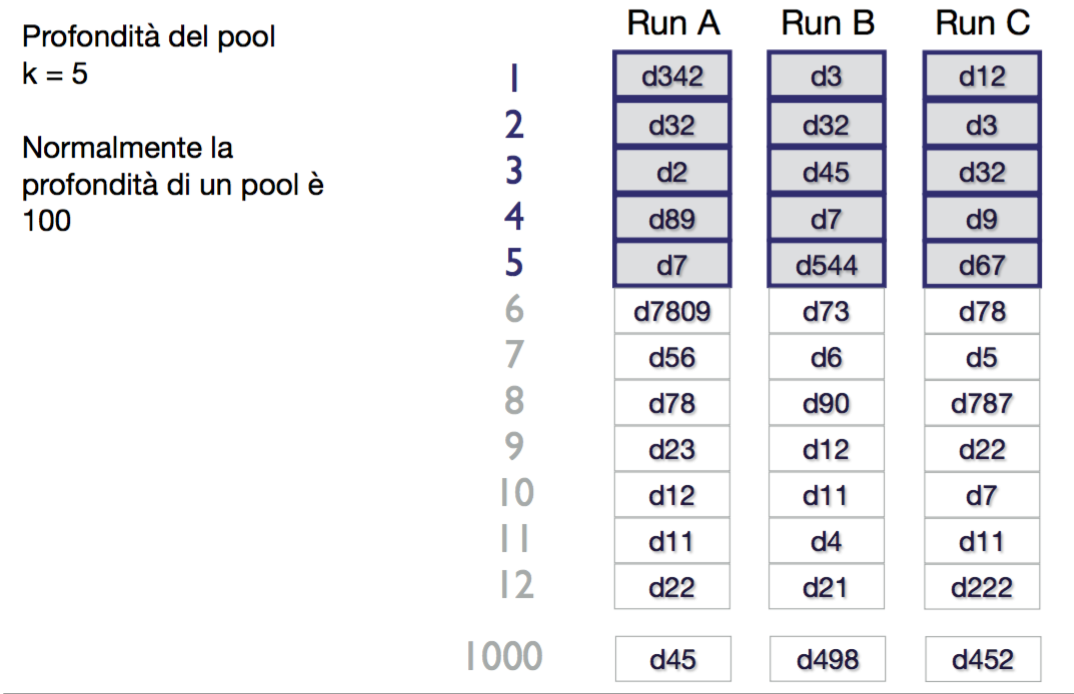 Profondità del pool
k = 5
Normalmente la
profondità di un pool è
100
Run A Run B Run C
1 d342 d3 d12
2 d32 d32 d3
3 d2 d45 d32
4 d89 d7 d9
5 d7 d544 d67
6 d7809 d73 d78
7 d56 d6 d5
8 d78 d90 d787
9 d23 d12 d22
10 d12 d11 d7
11 d11 d4 d11
12 d22 d21 d222
1000 d45 d498 d452